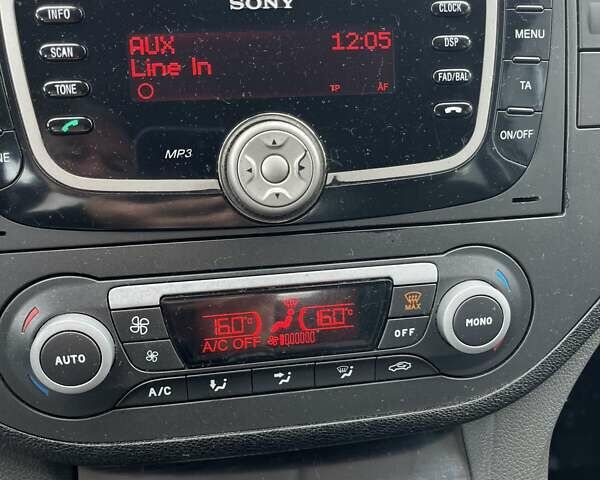 SONY
INFO
CLOCK
SCAN
AUX 12:05
DSP
MENU
Line In
TONE
TP AF
FAD/BAL
TA
MP3
ON/OFF
MAX
16.0° 16.0°
A/C OFF
OFF
AUTO
MONO
A/C